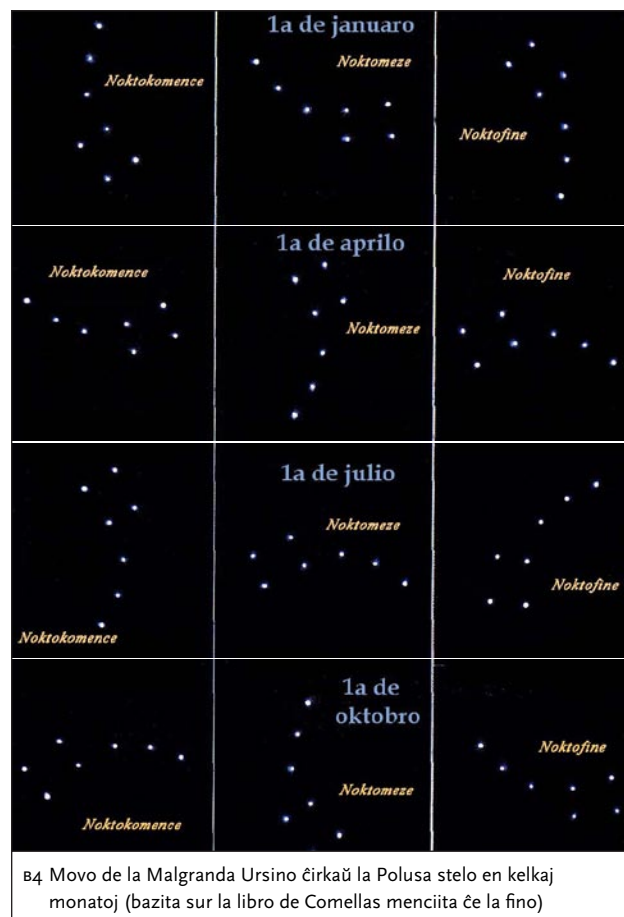 1a de januaro
Noktokomence
Noktomeze
Noktofine
1a de aprilo
Noktokomence
Noktomeze
Noktofine
1a de julio
Noktokomence
Noktomeze
Noktofine
1a de
oktobro
Noktokomence
Noktomeze
Noktofine
B4 Movo de la Malgranda Ursino ĉirkaŭ la Polusa stelo en kelkaj
monatoj (bazita sur la libro de Comellas menciita ĉe la fino)